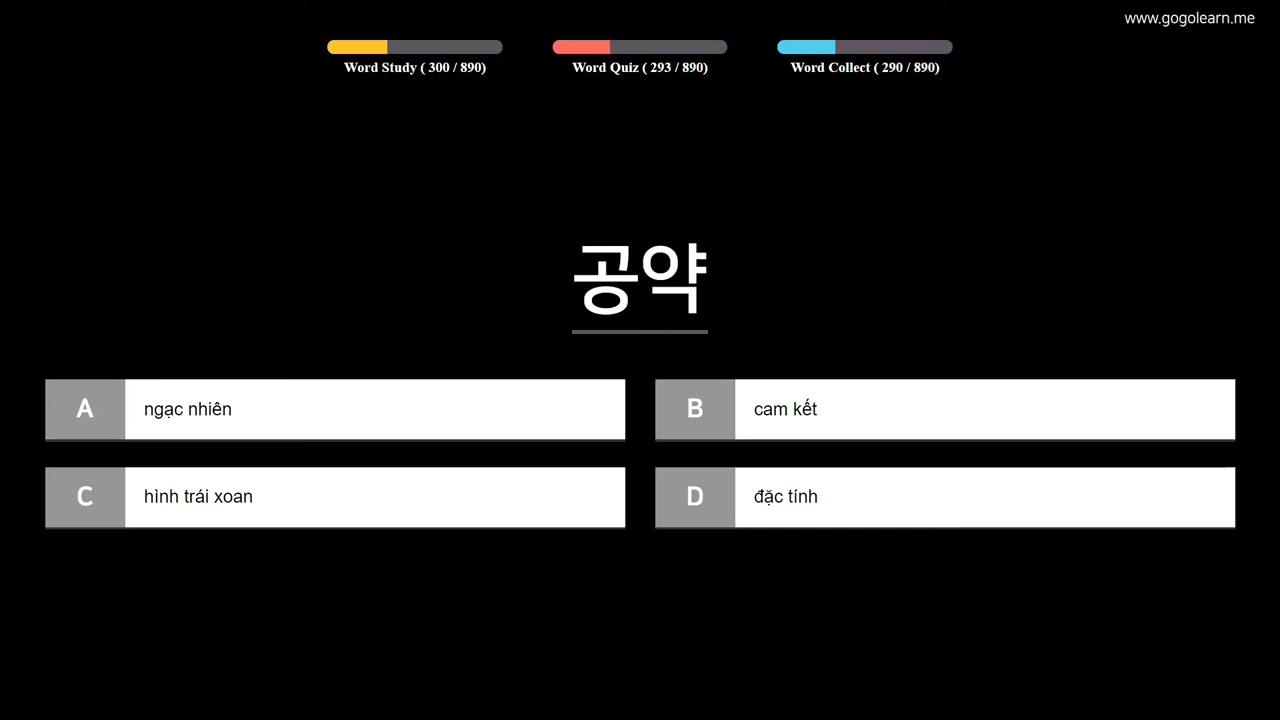 www.gogolearn.me
Word Study ( 300 / 890)
Word Quiz ( 293 / 890)
Word Collect ( 290 / 890)
공약
A ngạc nhiên
B cam kết
C hình trái xoan
D đặc tính